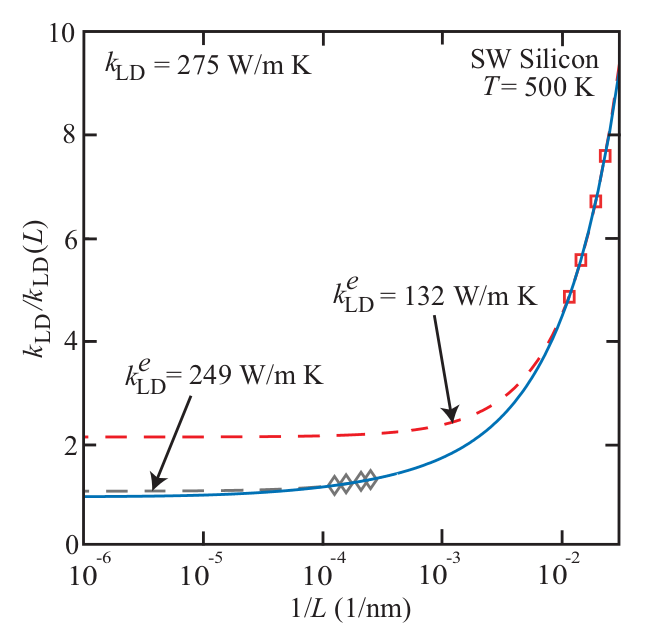 10
8
6
4
2
0
k_LD/k_LD(L)
k_LD = 275 W/m K
SW Silicon
T = 500 K
k^e_LD = 132 W/m K
k^e_LD = 249 W/m K
10^-6
10^-5
10^-4
10^-3
10^-2
1/L (1/nm)